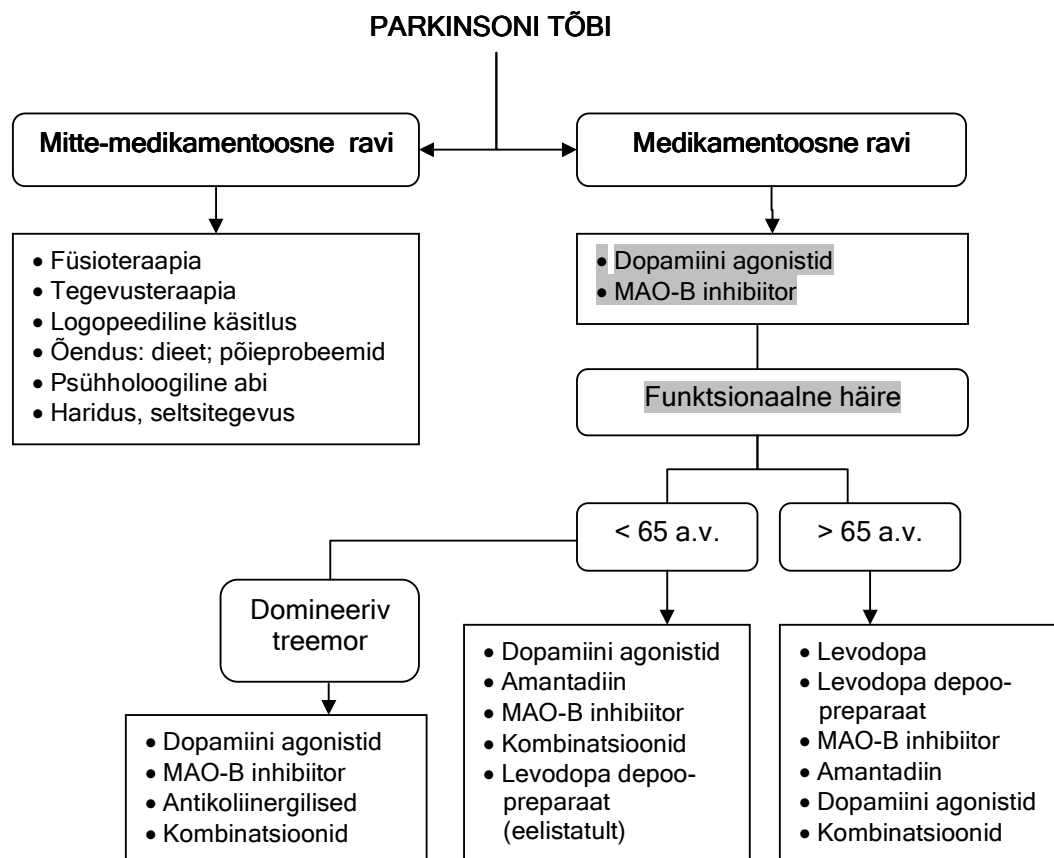 PARKINSONI TÕBI
Mitte-medikamentoosne ravi
Medikamentoosne ravi
• Füsioteraapia
• Tegevusteraapia
• Logopeediline käsitlus
• Õendus: dieet; põieprobeemid
• Psühholoogiline abi
• Haridus, seltsitegevus
• Dopamiini agonistid
• MAO-B inhibiitor
Funktsionaalne häire
< 65 a.v.
> 65 a.v.
Domineeriv
treemor
• Dopamiini agonistid
• MAO-B inhibiitor
• Antikoliinergilised
• Kombinatsioonid
• Dopamiini agonistid
• Amantadiin
• MAO-B inhibiitor
• Kombinatsioonid
• Levodopa depoo-
preparaat
(eelistatult)
• Levodopa
• Levodopa depoo-
preparaat
• MAO-B inhibiitor
• Amantadiin
• Dopamiini agonistid
• Kombinatsioonid